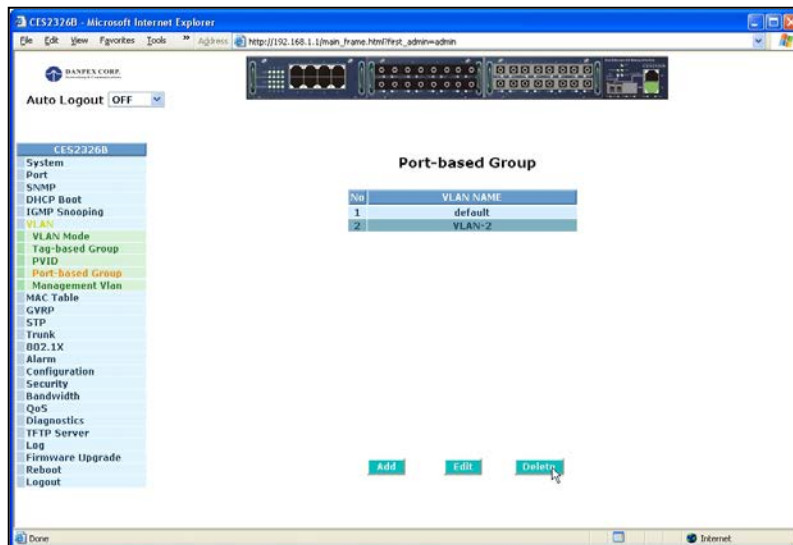 CES2326B - Microsoft Internet Explorer
File Edit View Favorites Tools » Address http://192.168.1.1/main_frame.html?first_admin=admin
DANPEX CORP.
Auto Logout OFF
CES2326B
System
Port
SNMP
DHCP Boot
IGMP Snooping
VLAN
VLAN Mode
Tag-based Group
PVID
Port-based Group
Management Vlan
MAC Table
GVRP
STP
Trunk
802.1X
Alarm
Configuration
Security
Bandwidth
QoS
Diagnostics
TFTP Server
Log
Firmware Upgrade
Reboot
Logout
Port-based Group
No VLAN NAME
1 default
2 VLAN-2
Add Edit Delete
Done Internet